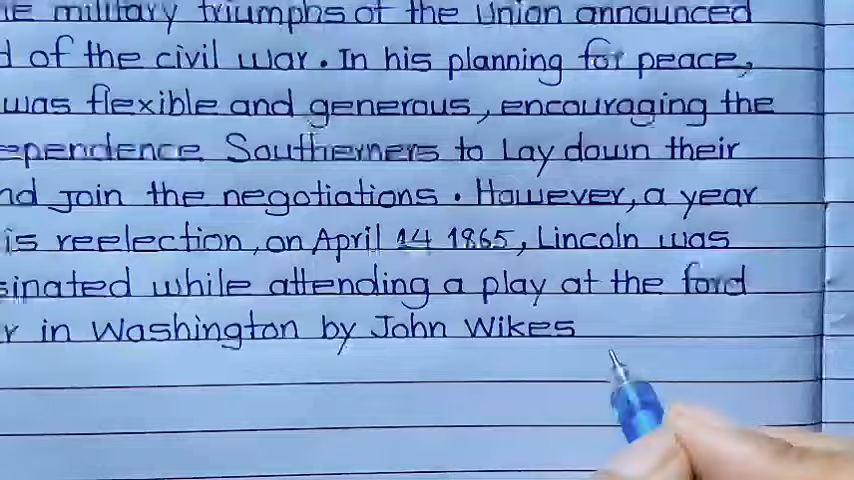 military triumphs of the Union announced
of the civil war. In his planning for peace,
was flexible and generous, encouraging the
ependence Southerners to lay down their
nd join the negotiations. However, a year
is reelection, on April 14 1865, Lincoln was
sinated while attending a play at the ford
r in Washington by John Wikes